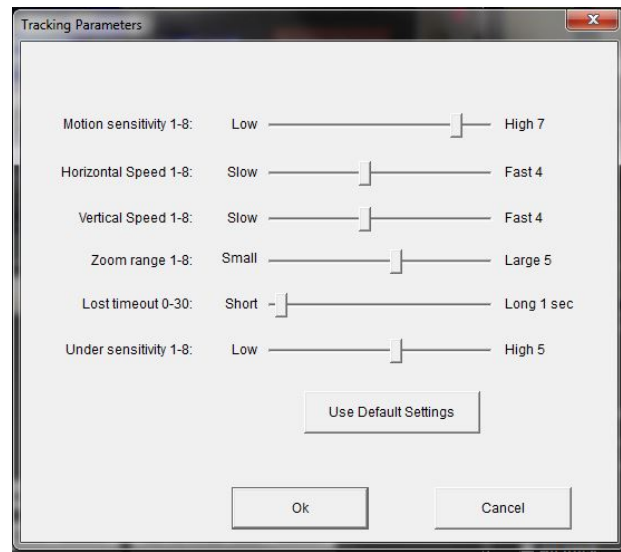 Tracking Parameters
Motion sensitivity 1-8: Low High 7
Horizontal Speed 1-8: Slow Fast 4
Vertical Speed 1-8: Slow Fast 4
Zoom range 1-8: Small Large 5
Lost timeout 0-30: Short Long 1 sec
Under sensitivity 1-8: Low High 5
Use Default Settings
Ok Cancel